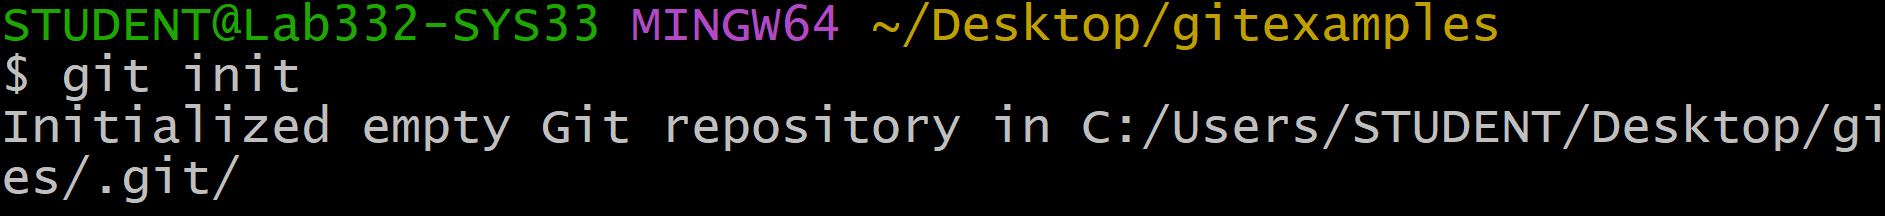 STUDENT@Lab332-SYS33 MINGW64 ~/Desktop/gitexamples
$ git init
Initialized empty Git repository in C:/Users/STUDENT/Desktop/gi
es/.git/